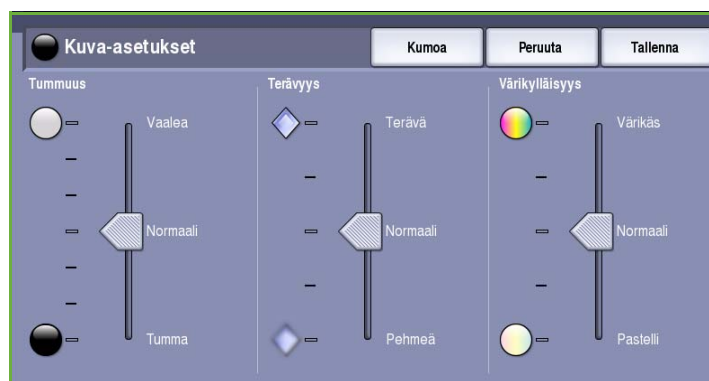 Kuva-asetukset
Kumoa
Peruuta
Tallenna
Tummuus
Terävyys
Värikylläisyys
Vaalea
Terävä
Värikäs
Normaali
Normaali
Normaali
Tumma
Pehmeä
Pastelli